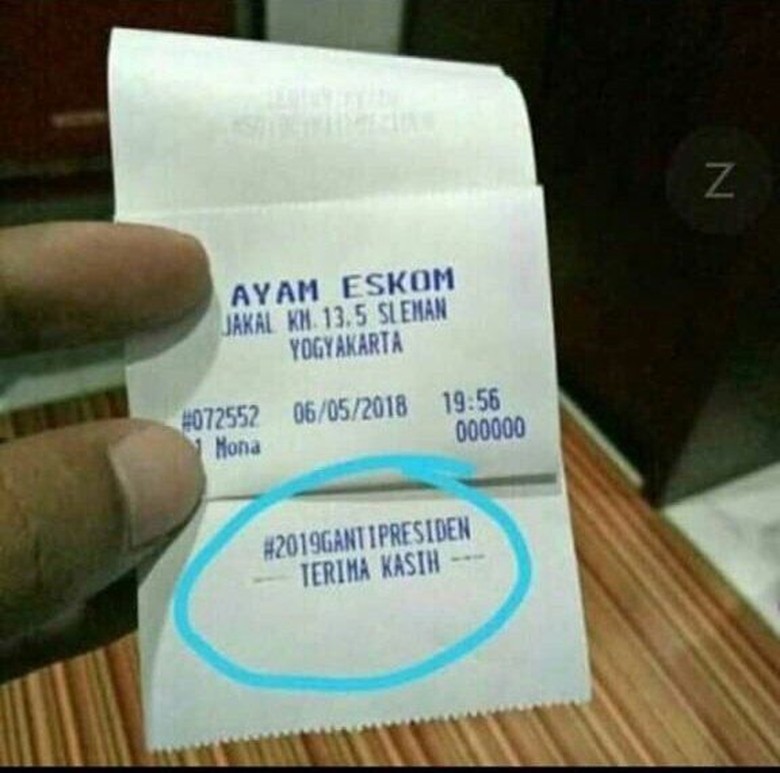 AYAM ESKOM
JAKAL KM 13.5 SLEMAN
YOGYAKARTA
#072552 06/05/2018 19:56
1 Mona 000000
#2019GANTIPRESIDEN
--- TERIMA KASIH ---
Z